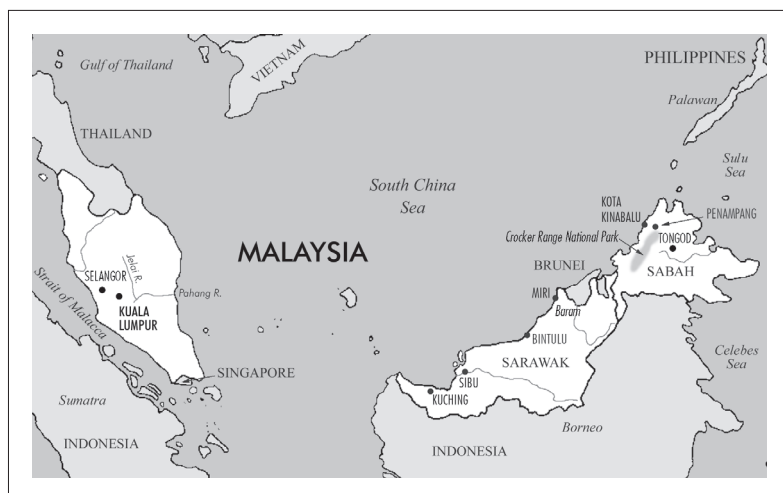 Gulf of Thailand
VIETNAM
PHILIPPINES
Palawan
THAILAND
Sulu
Sea
South China
Sea
KOTA
KINABALU
PENAMPANG
Crocker Range National Park
TONGOD
SABAH
MALAYSIA
BRUNEI
Jelai R.
SELANGOR
Pahang R.
KUALA
LUMPUR
Strait of Malacca
MIRI
Baram
BINTULU
SARAWAK
Celebes
Sea
SINGAPORE
SIBU
KUCHING
Sumatra
Borneo
INDONESIA
INDONESIA